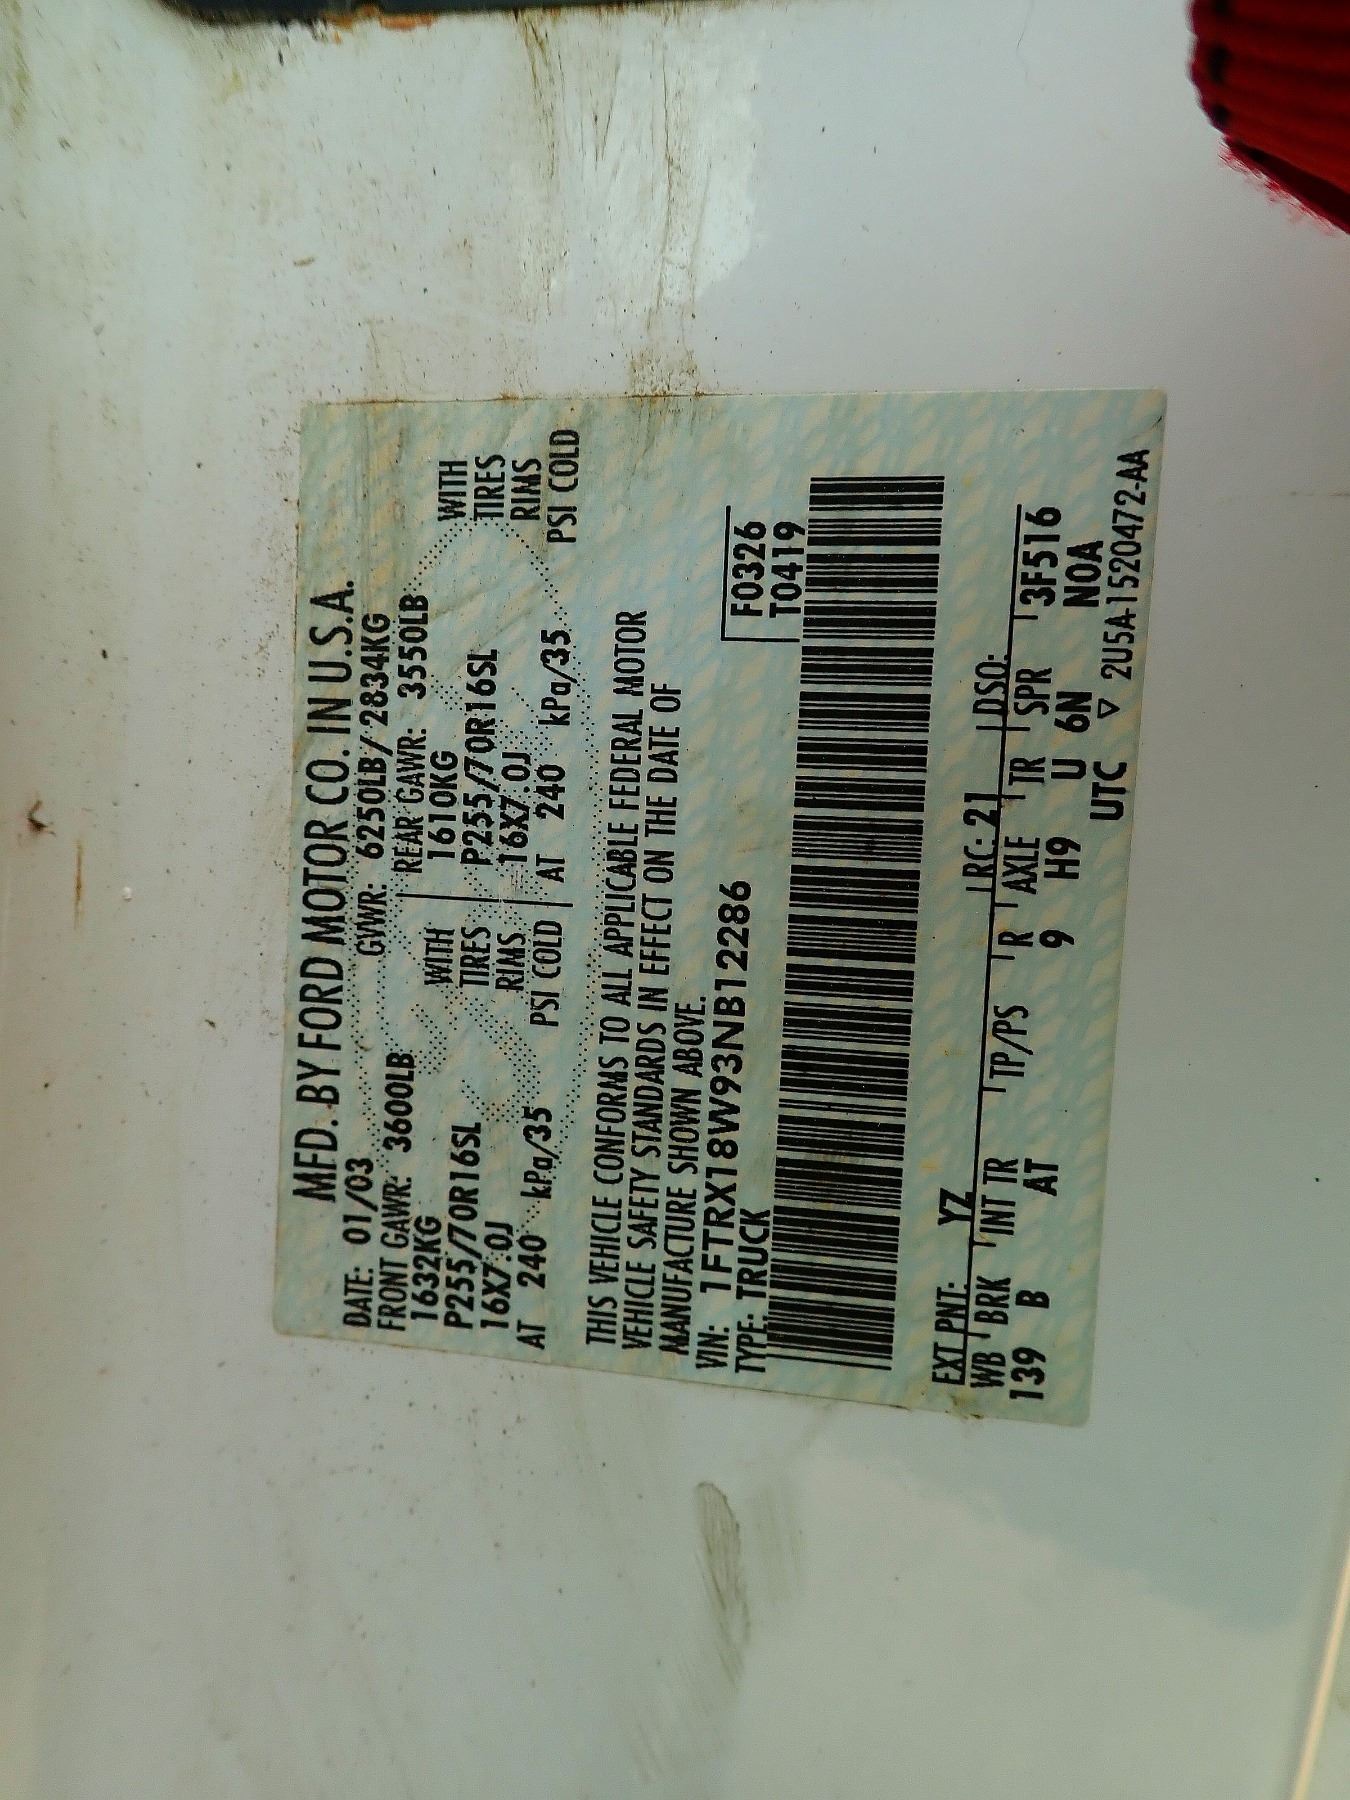 MFD. BY FORD MOTOR CO. IN U.S.A.
DATE: 01/03 GVWR: 6250LB/2834KG
FRONT GAWR: 3600LB REAR GAWR: 3550LB
1632KG WITH 1610KG WITH
P255/70R16SL TIRES P255/70R16SL TIRES
16X7.0J RIMS 16X7.0J RIMS
AT 240 kPa/35 PSI COLD AT 240 kPa/35 PSI COLD
THIS VEHICLE CONFORMS TO ALL APPLICABLE FEDERAL MOTOR
VEHICLE SAFETY STANDARDS IN EFFECT ON THE DATE OF
MANUFACTURE SHOWN ABOVE.
VIN: 1FTRX18W93NB12286 F0326
TYPE: TRUCK T0419
EXT PNT: YZ RC: 21 DSO:
WB BRK INT TR TP/PS R AXLE TR SPR 3F516
139 B AT 9 H9 U 6N NOA
UTC ▽ 2U5A-1520472-AA